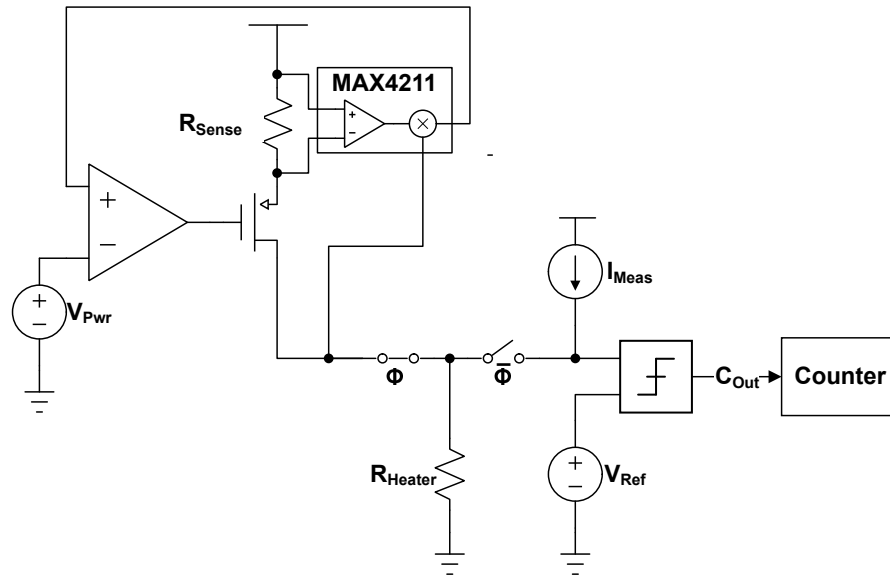 MAX4211
RSense
+
−
×
+
−
+
−
VPwr
IMeas
Φ
Φ̄
COut
Counter
RHeater
+
−
VRef